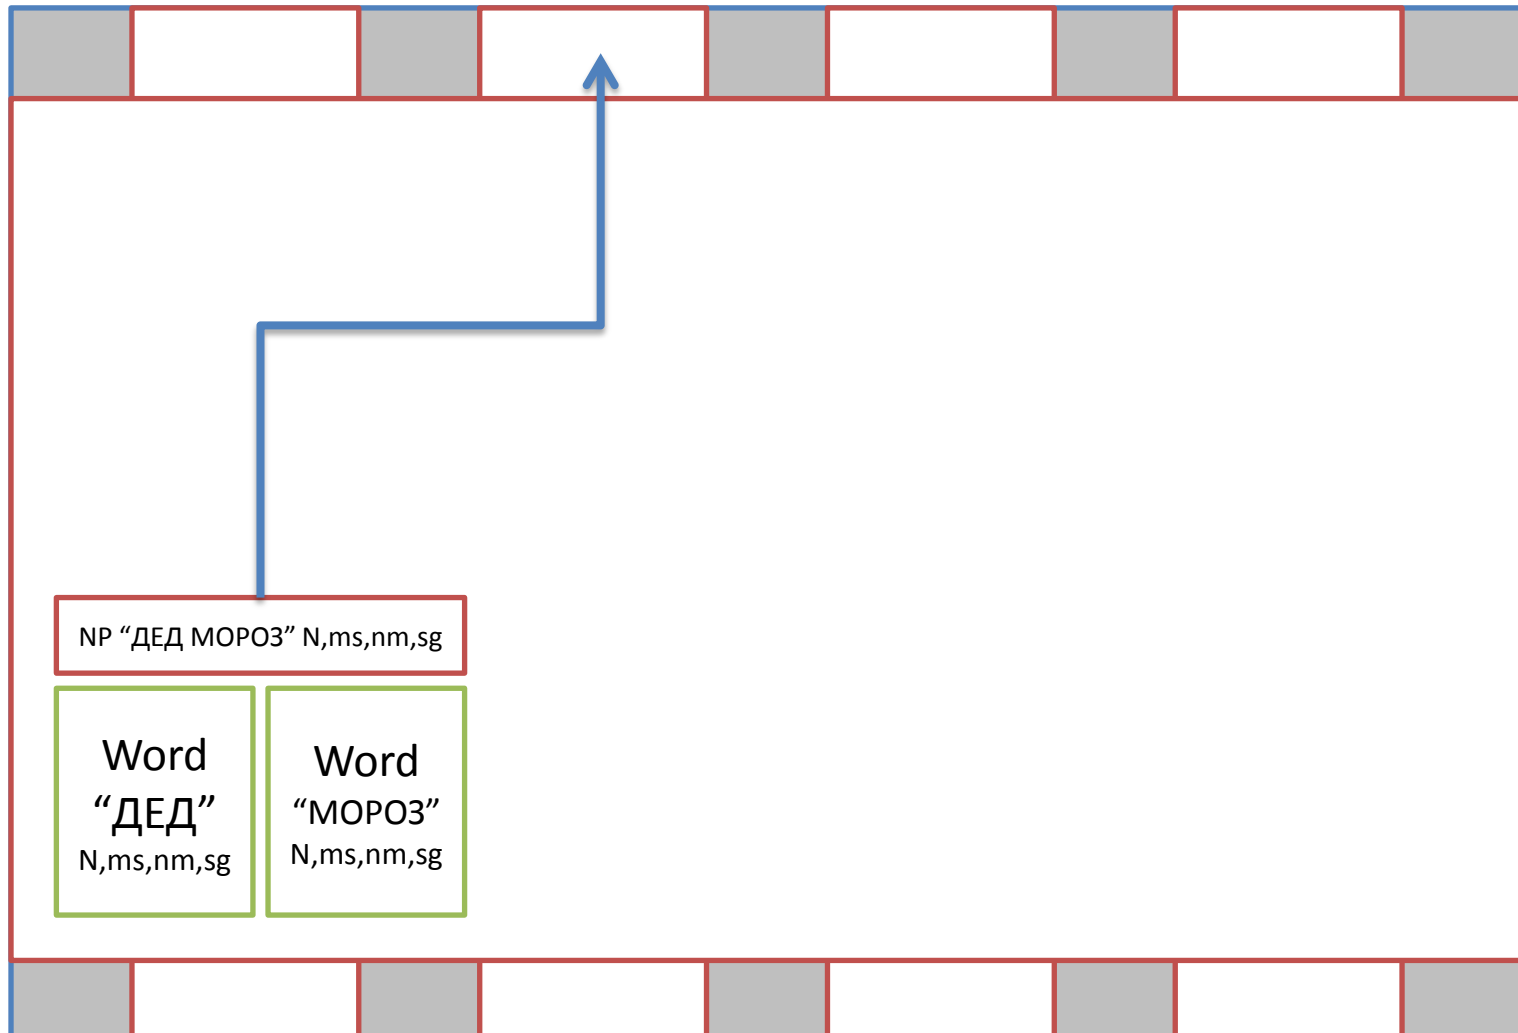 NP “ДЕД МОРОЗ” N,ms,nm,sg
Word
“ДЕД”
N,ms,nm,sg
Word
“МОРОЗ”
N,ms,nm,sg